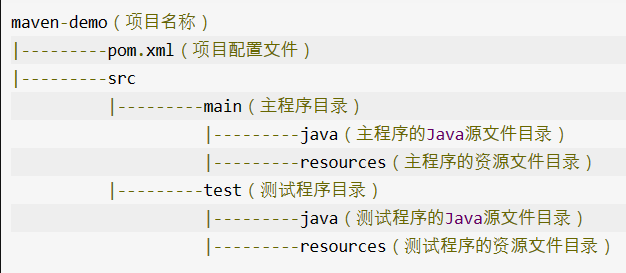 maven-demo（项目名称）
|---------pom.xml（项目配置文件）
|---------src
|---------main（主程序目录）
|---------java（主程序的Java源文件目录）
|---------resources（主程序的资源文件目录）
|---------test（测试程序目录）
|---------java（测试程序的Java源文件目录）
|---------resources（测试程序的资源文件目录）